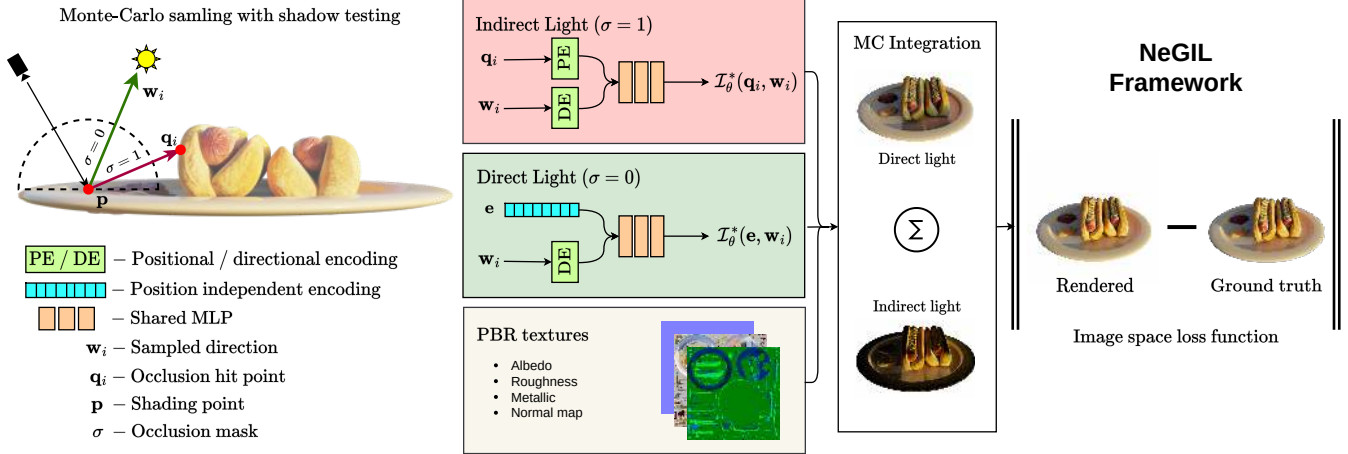 Monte-Carlo samling with shadow testing
w_i
q_i
σ=0
σ=1
p
PE / DE – Positional / directional encoding
– Position independent encoding
– Shared MLP
w_i – Sampled direction
q_i – Occlusion hit point
p – Shading point
σ – Occlusion mask
Indirect Light (σ = 1)
q_i
PE
w_i
DE
I*_θ(q_i, w_i)
Direct Light (σ = 0)
e
w_i
DE
I*_θ(e, w_i)
PBR textures
• Albedo
• Roughness
• Metallic
• Normal map
MC Integration
Direct light
Σ
Indirect light
NeGIL
Framework
Rendered
Ground truth
Image space loss function